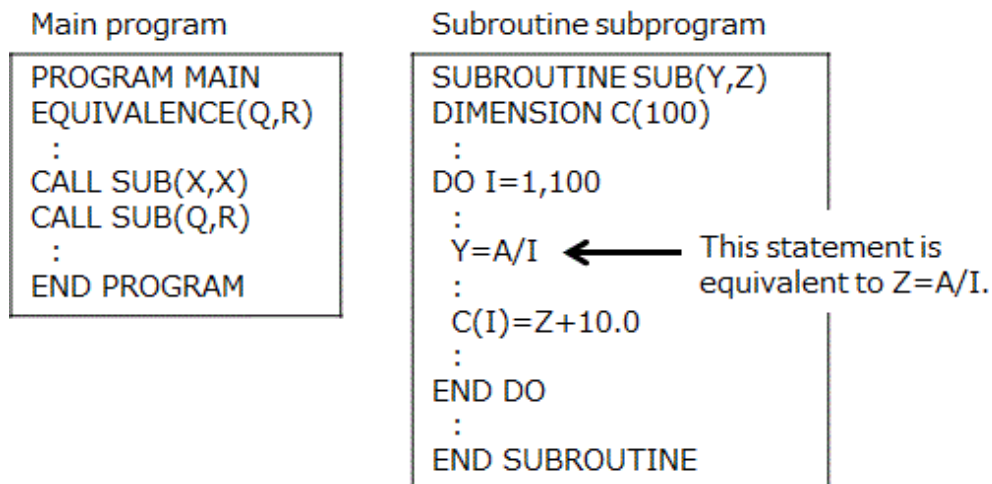 Main program
PROGRAM MAIN
EQUIVALENCE(Q,R)
:
CALL SUB(X,X)
CALL SUB(Q,R)
:
END PROGRAM
Subroutine subprogram
SUBROUTINE SUB(Y,Z)
DIMENSION C(100)
:
DO I=1,100
:
Y=A/I
This statement is
equivalent to Z=A/I.
:
C(I)=Z+10.0
:
END DO
:
END SUBROUTINE